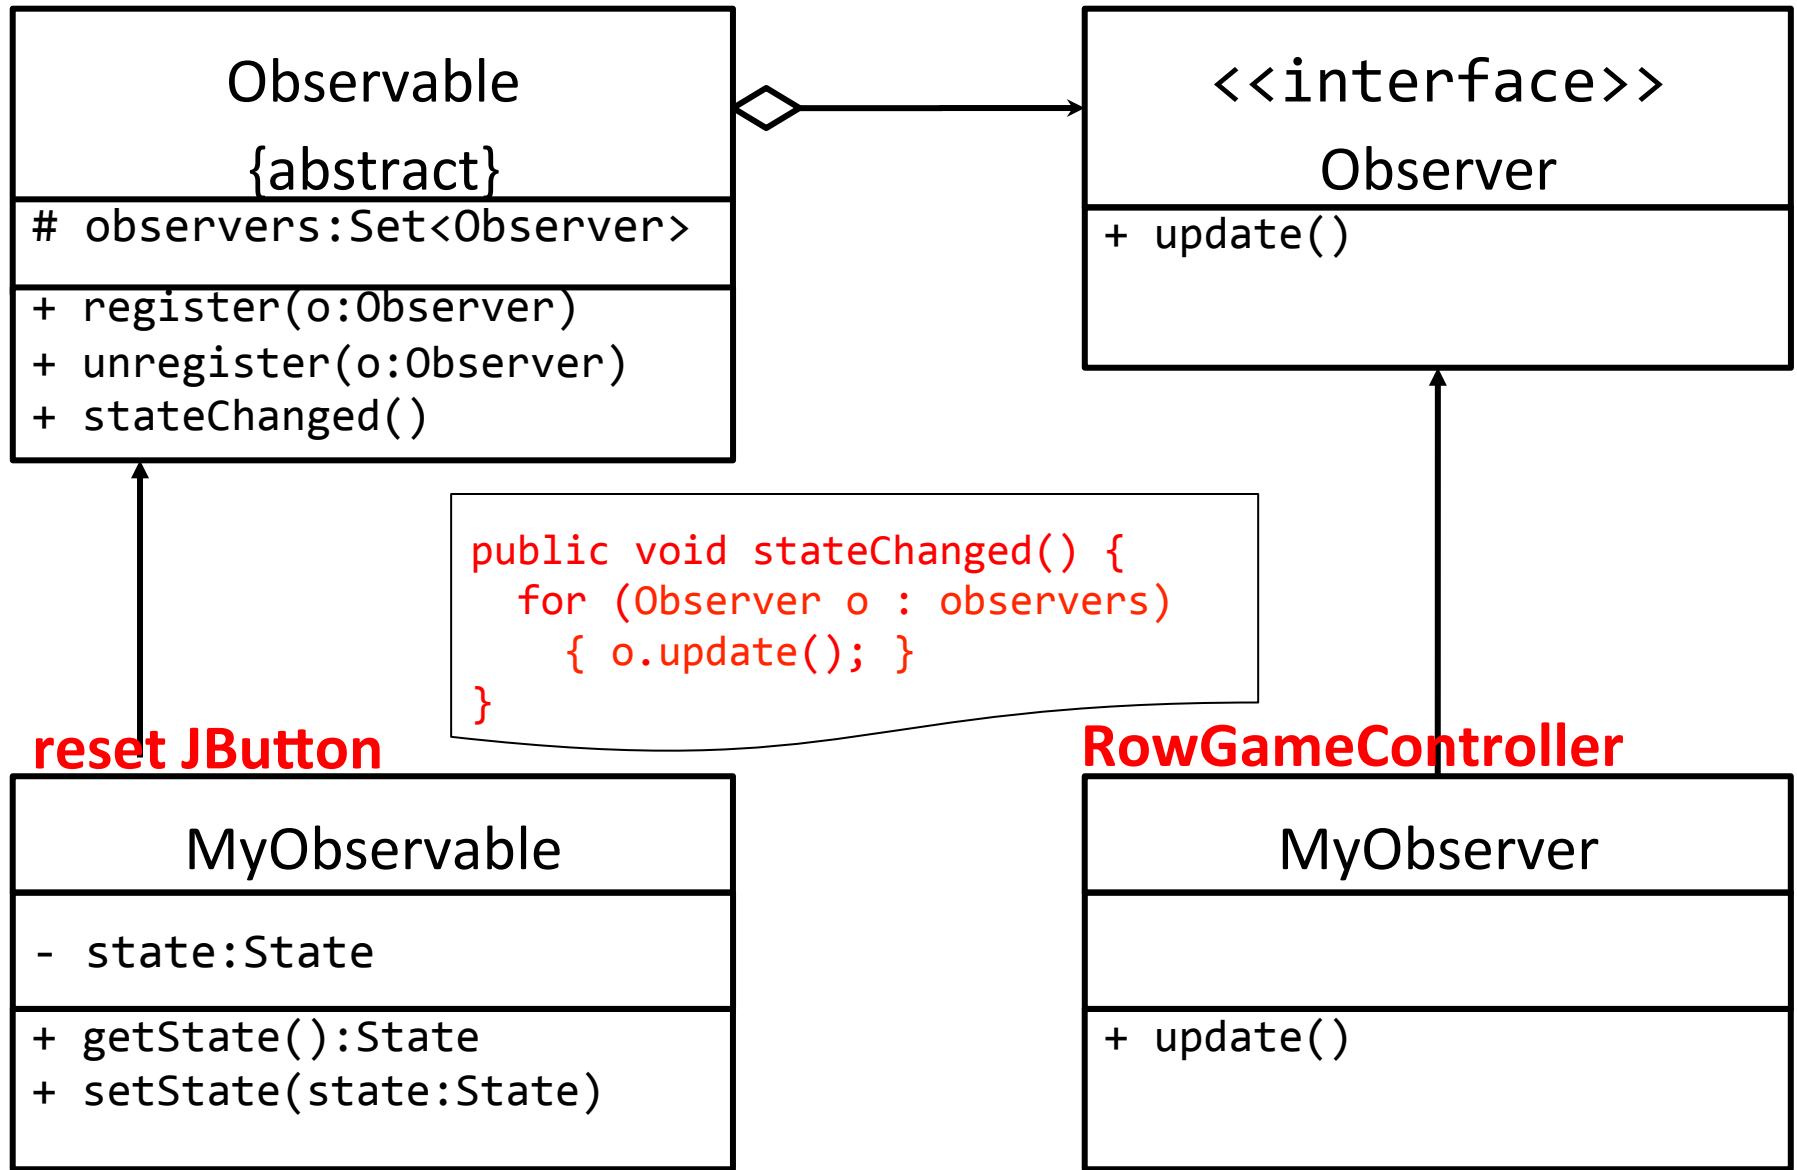 Observable
{abstract}
# observers:Set<Observer>
+ register(o:Observer)
+ unregister(o:Observer)
+ stateChanged()
<<interface>>
Observer
+ update()
public void stateChanged() {
for (Observer o : observers)
{ o.update(); }
}
reset JButton
MyObservable
- state:State
+ getState():State
+ setState(state:State)
RowGameController
MyObserver
+ update()